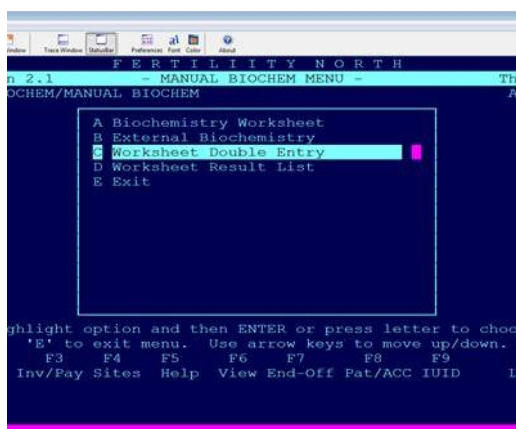 Window Trace Window StatusBar Preferences Font Color About
F E R T I L I I T Y N O R T H
n 2.1 - MANUAL BIOCHEM MENU - Th
OCHEM/MANUAL BIOCHEM A
A Biochemistry Worksheet
B External Biochemistry
C Worksheet Double Entry
D Worksheet Result List
E Exit
ghlight option and then ENTER or press letter to choo
'E' to exit menu. Use arrow keys to move up/down.
F3 F4 F5 F6 F7 F8 F9
Inv/Pay Sites Help View End-Off Pat/ACC IUID L